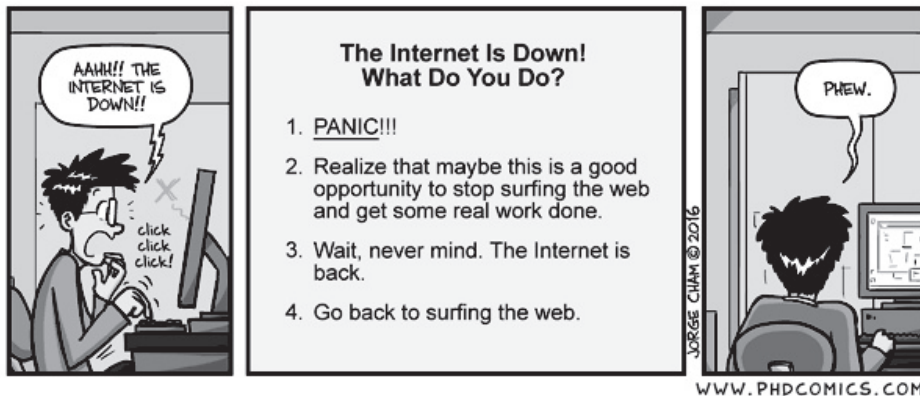 AAHH!! THE
INTERNET IS
DOWN!!
click
click
click!
The Internet Is Down!
What Do You Do?
1. PANIC!!!
2. Realize that maybe this is a good
opportunity to stop surfing the web
and get some real work done.
3. Wait, never mind. The Internet is
back.
4. Go back to surfing the web.
JORGE CHAM © 2016
PHEW.
WWW.PHDCOMICS.COM